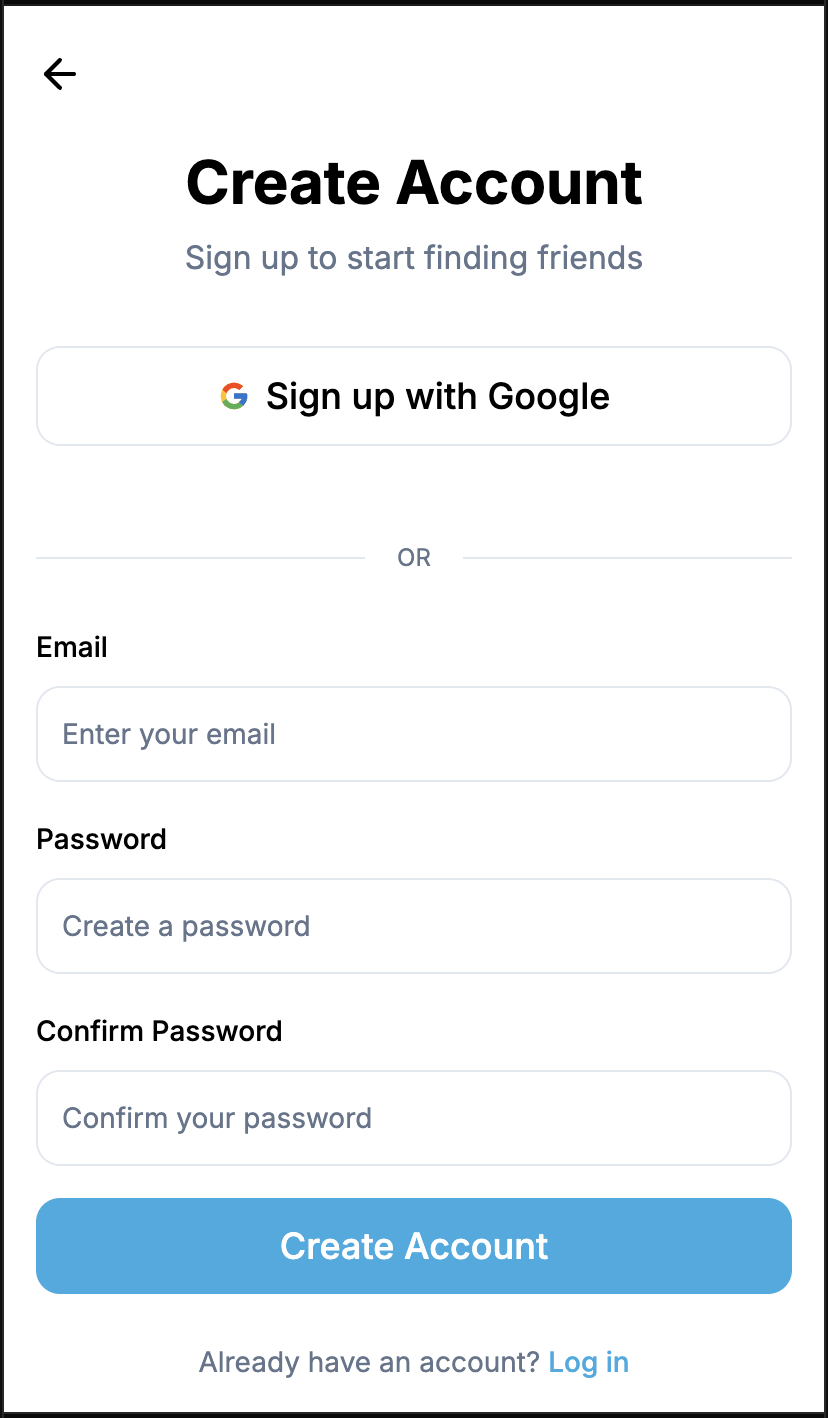 Create Account
Sign up to start finding friends
Sign up with Google
OR
Email
Enter your email
Password
Create a password
Confirm Password
Confirm your password
Create Account
Already have an account? Log in